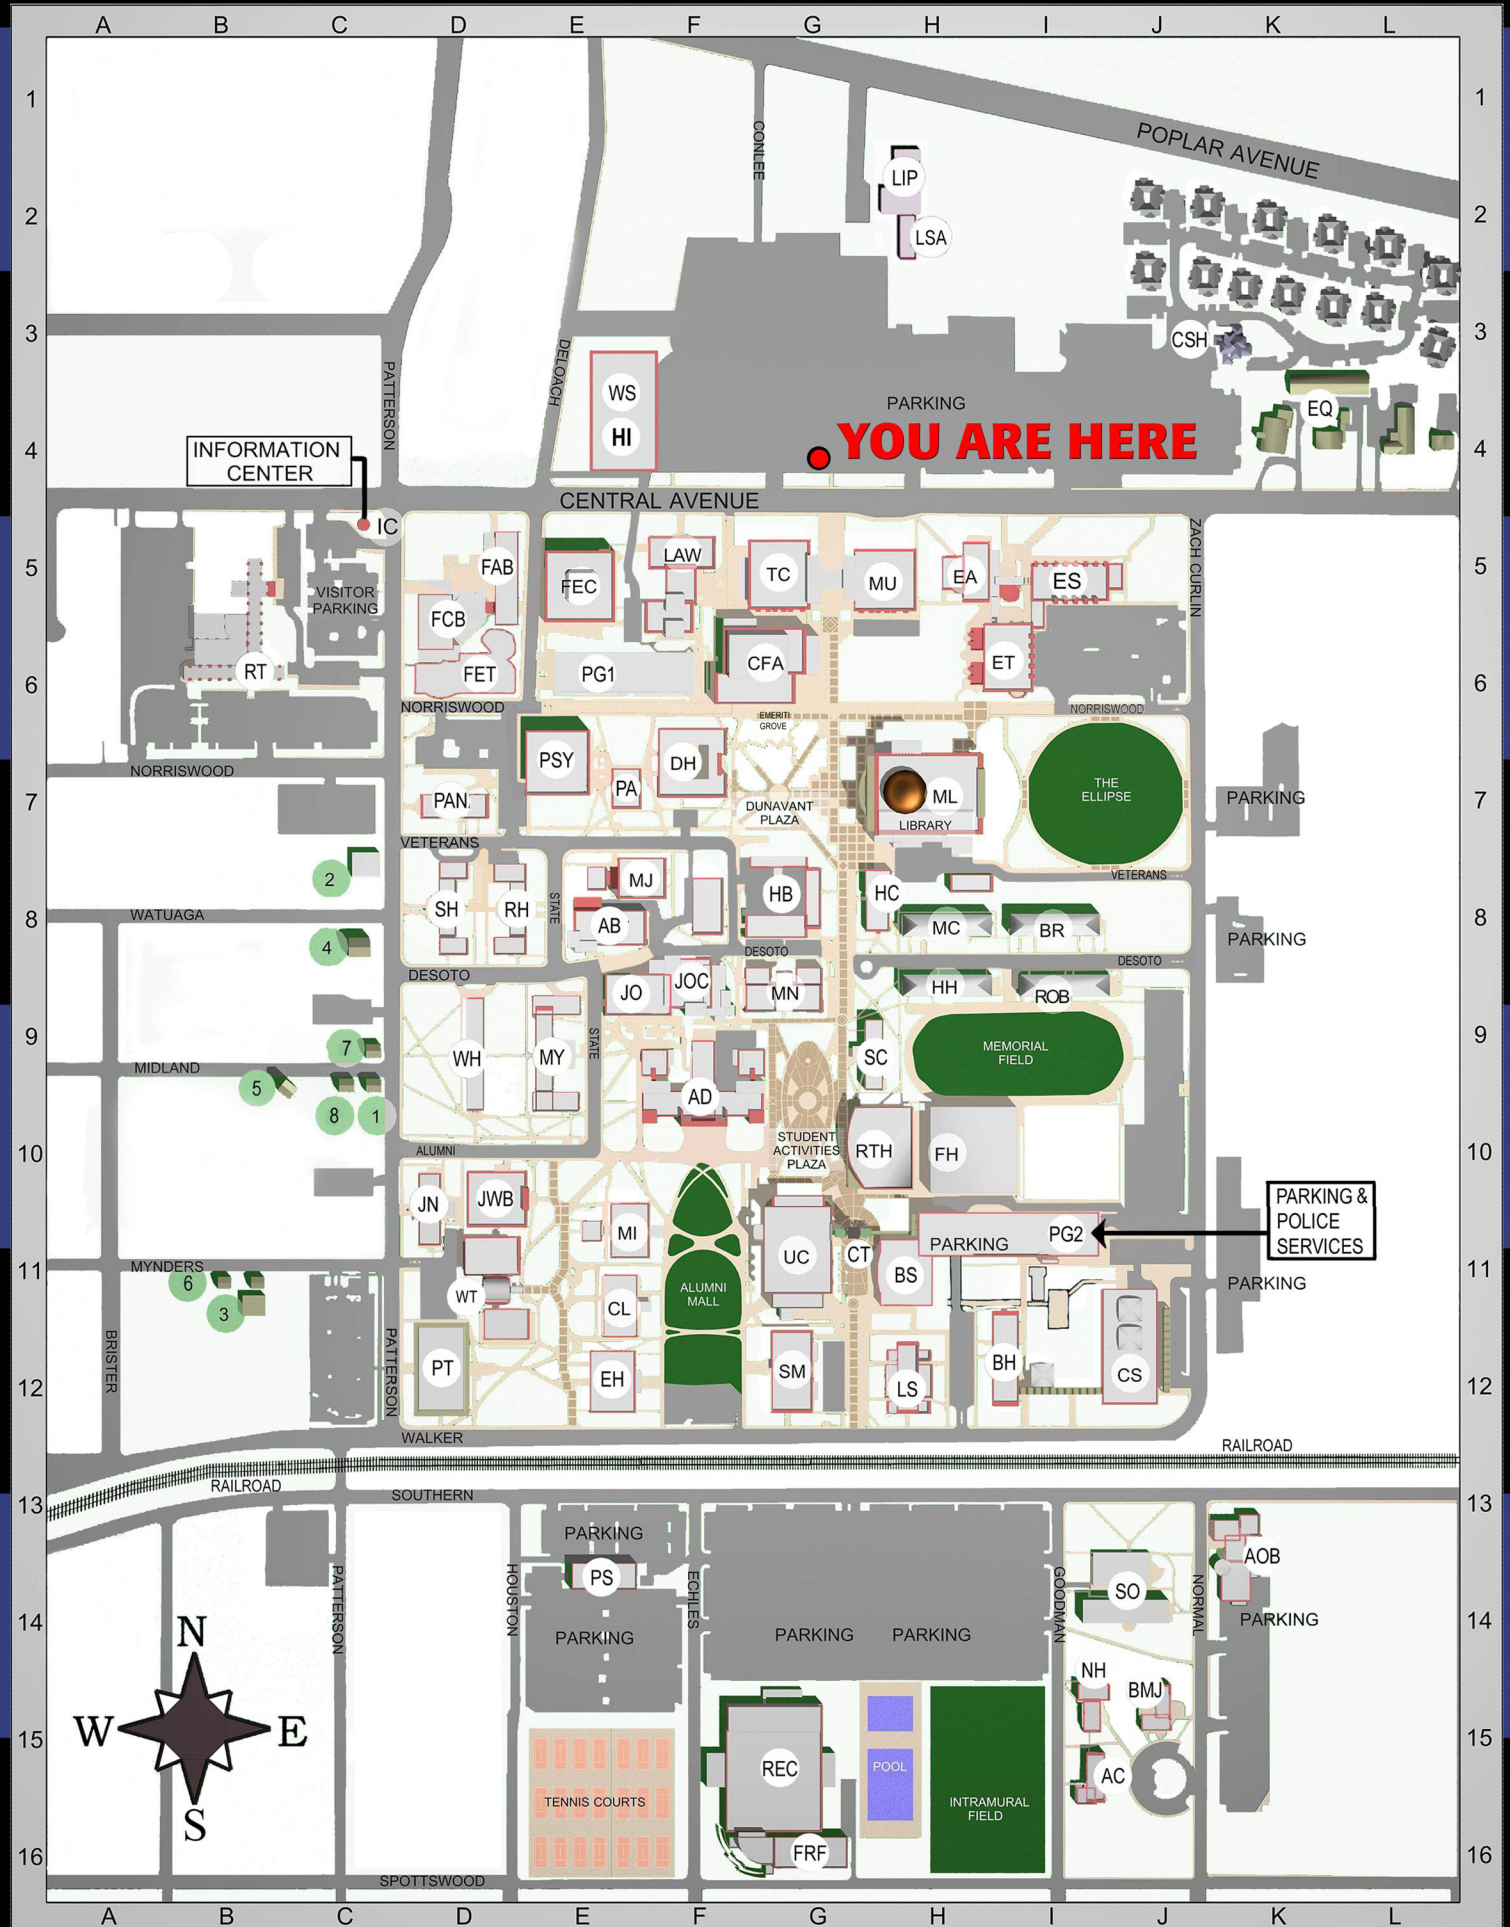 A B C D E F G H I J K L
1 1
POPLAR AVENUE
CONLEE
LIP
2 2
LSA
3 3
CSH
DELOACH
PATTERSON
WS
HI
PARKING
EQ
4 4
YOU ARE HERE
INFORMATION
CENTER
CENTRAL AVENUE
IC
ZACH CURLIN
5 5
FAB
FEC
LAW
TC
MU
EA
ES
VISITOR
PARKING
FCB
RT
FET
PG1
CFA
ET
6 6
NORRISWOOD
NORRISWOOD
EMERITI
GROVE
PSY
DH
NORRISWOOD
PA
PAN
ML
LIBRARY
THE
ELLIPSE
PARKING
7 7
DUNAVANT
PLAZA
VETERANS
VETERANS
2
MJ
HB
HC
SH
RH
STATE
AB
MC
BR
8 8
WATUAGA
PARKING
4
DESOTO
DESOTO
DESOTO
JO
JOC
MN
HH
ROB
9 9
7
STATE
WH
MY
SC
MEMORIAL
FIELD
MIDLAND
5
8
1
AD
STUDENT
ACTIVITIES
PLAZA
RTH
FH
10 10
ALUMNI
JN
JWB
MI
PARKING &
POLICE
SERVICES
PG2
PARKING
UC
CT
BS
11 11
MYNDERS
6
3
WT
CL
ALUMNI
MALL
PARKING
BRISTER
PATTERSON
PT
EH
SM
LS
BH
CS
12 12
WALKER
RAILROAD
RAILROAD
SOUTHERN
13 13
PARKING
AOB
PS
SO
PATTERSON
HOUSTON
ECHLES
GOODMAN
NORMAL
14 14
PARKING
PARKING
PARKING
PARKING
N
W
E
S
NH
BMJ
15 15
REC
POOL
AC
TENNIS COURTS
INTRAMURAL
FIELD
FRF
16 16
SPOTTSWOOD
A B C D E F G H I J K L